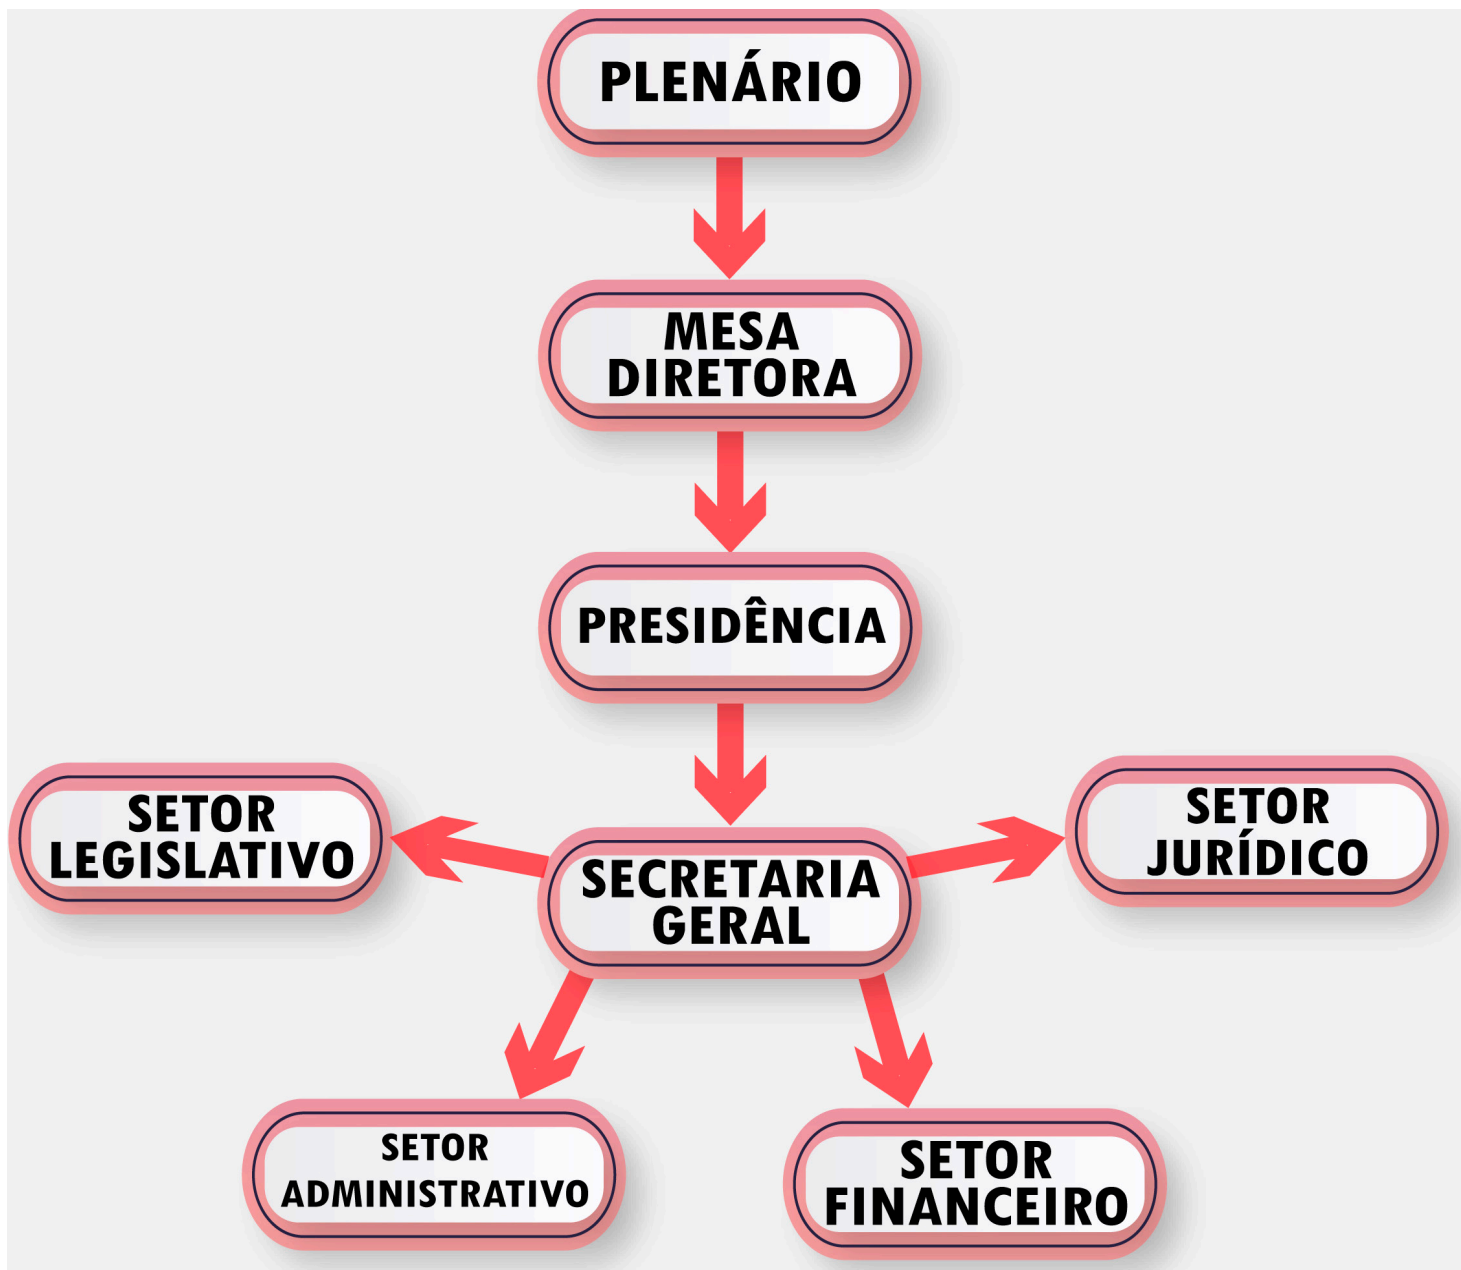 PLENÁRIO
MESA
DIRETORA
PRESIDÊNCIA
SETOR
LEGISLATIVO
SETOR
JURÍDICO
SECRETARIA
GERAL
SETOR
ADMINISTRATIVO
SETOR
FINANCEIRO